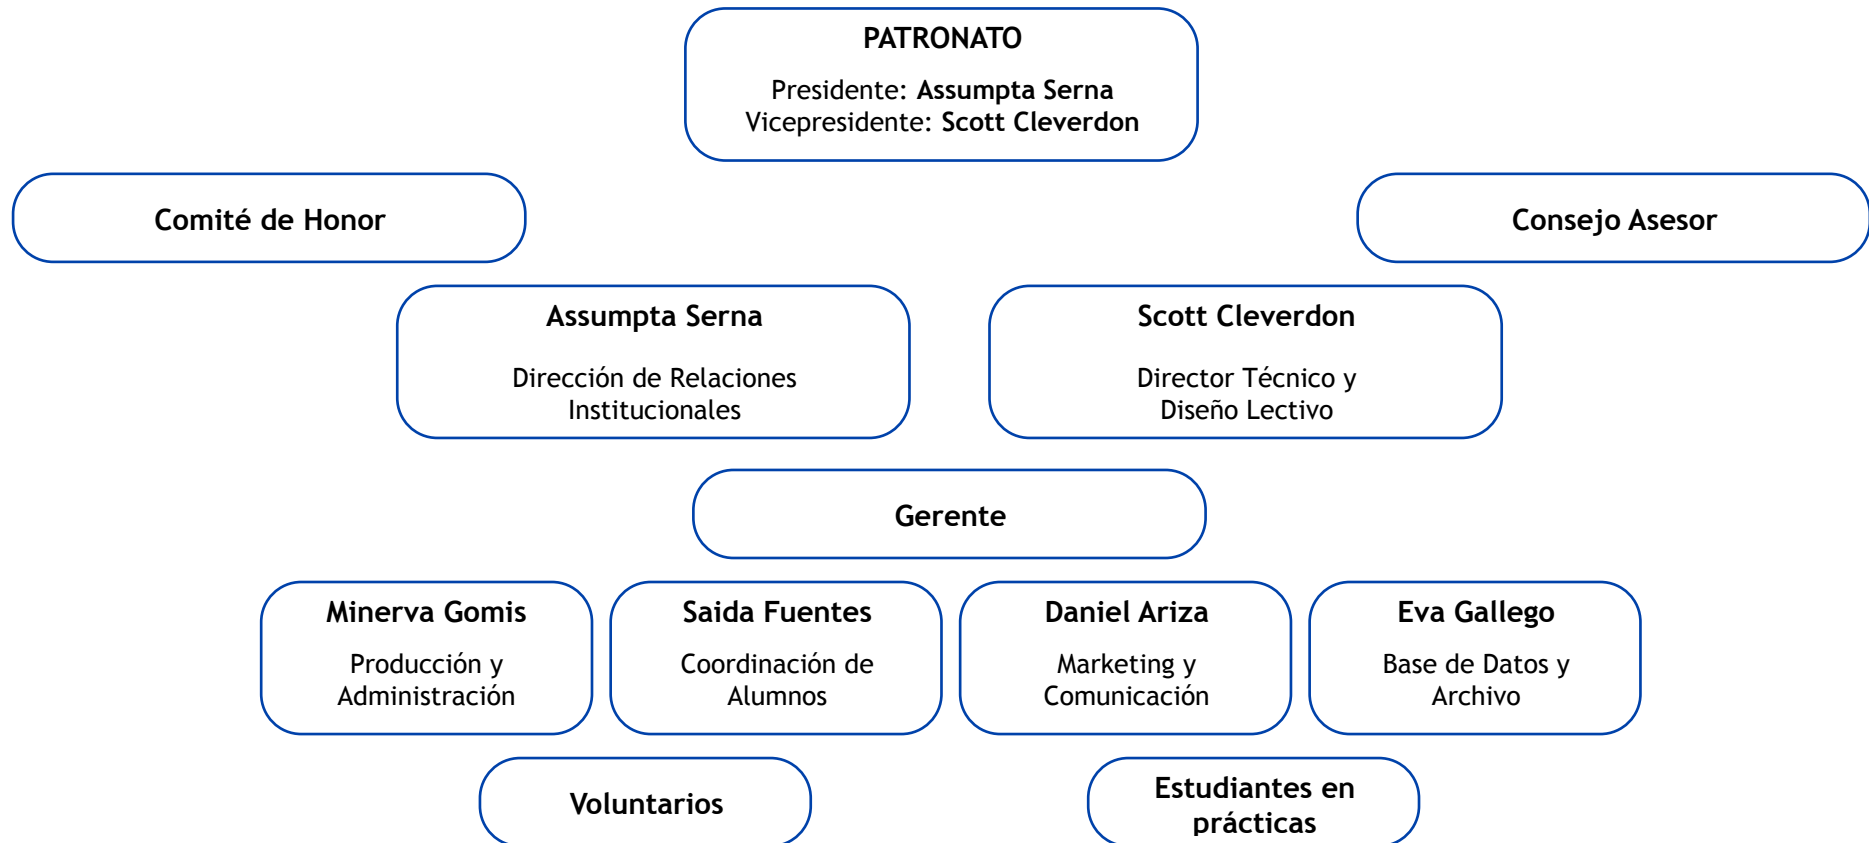 PATRONATO
Presidente: Assumpta Serna
Vicepresidente: Scott Cleverdon
Comité de Honor
Consejo Asesor
Assumpta Serna
Dirección de Relaciones
Institucionales
Scott Cleverdon
Director Técnico y
Diseño Lectivo
Gerente
Minerva Gomis
Producción y
Administración
Saida Fuentes
Coordinación de
Alumnos
Daniel Ariza
Marketing y
Comunicación
Eva Gallego
Base de Datos y
Archivo
Voluntarios
Estudiantes en
prácticas